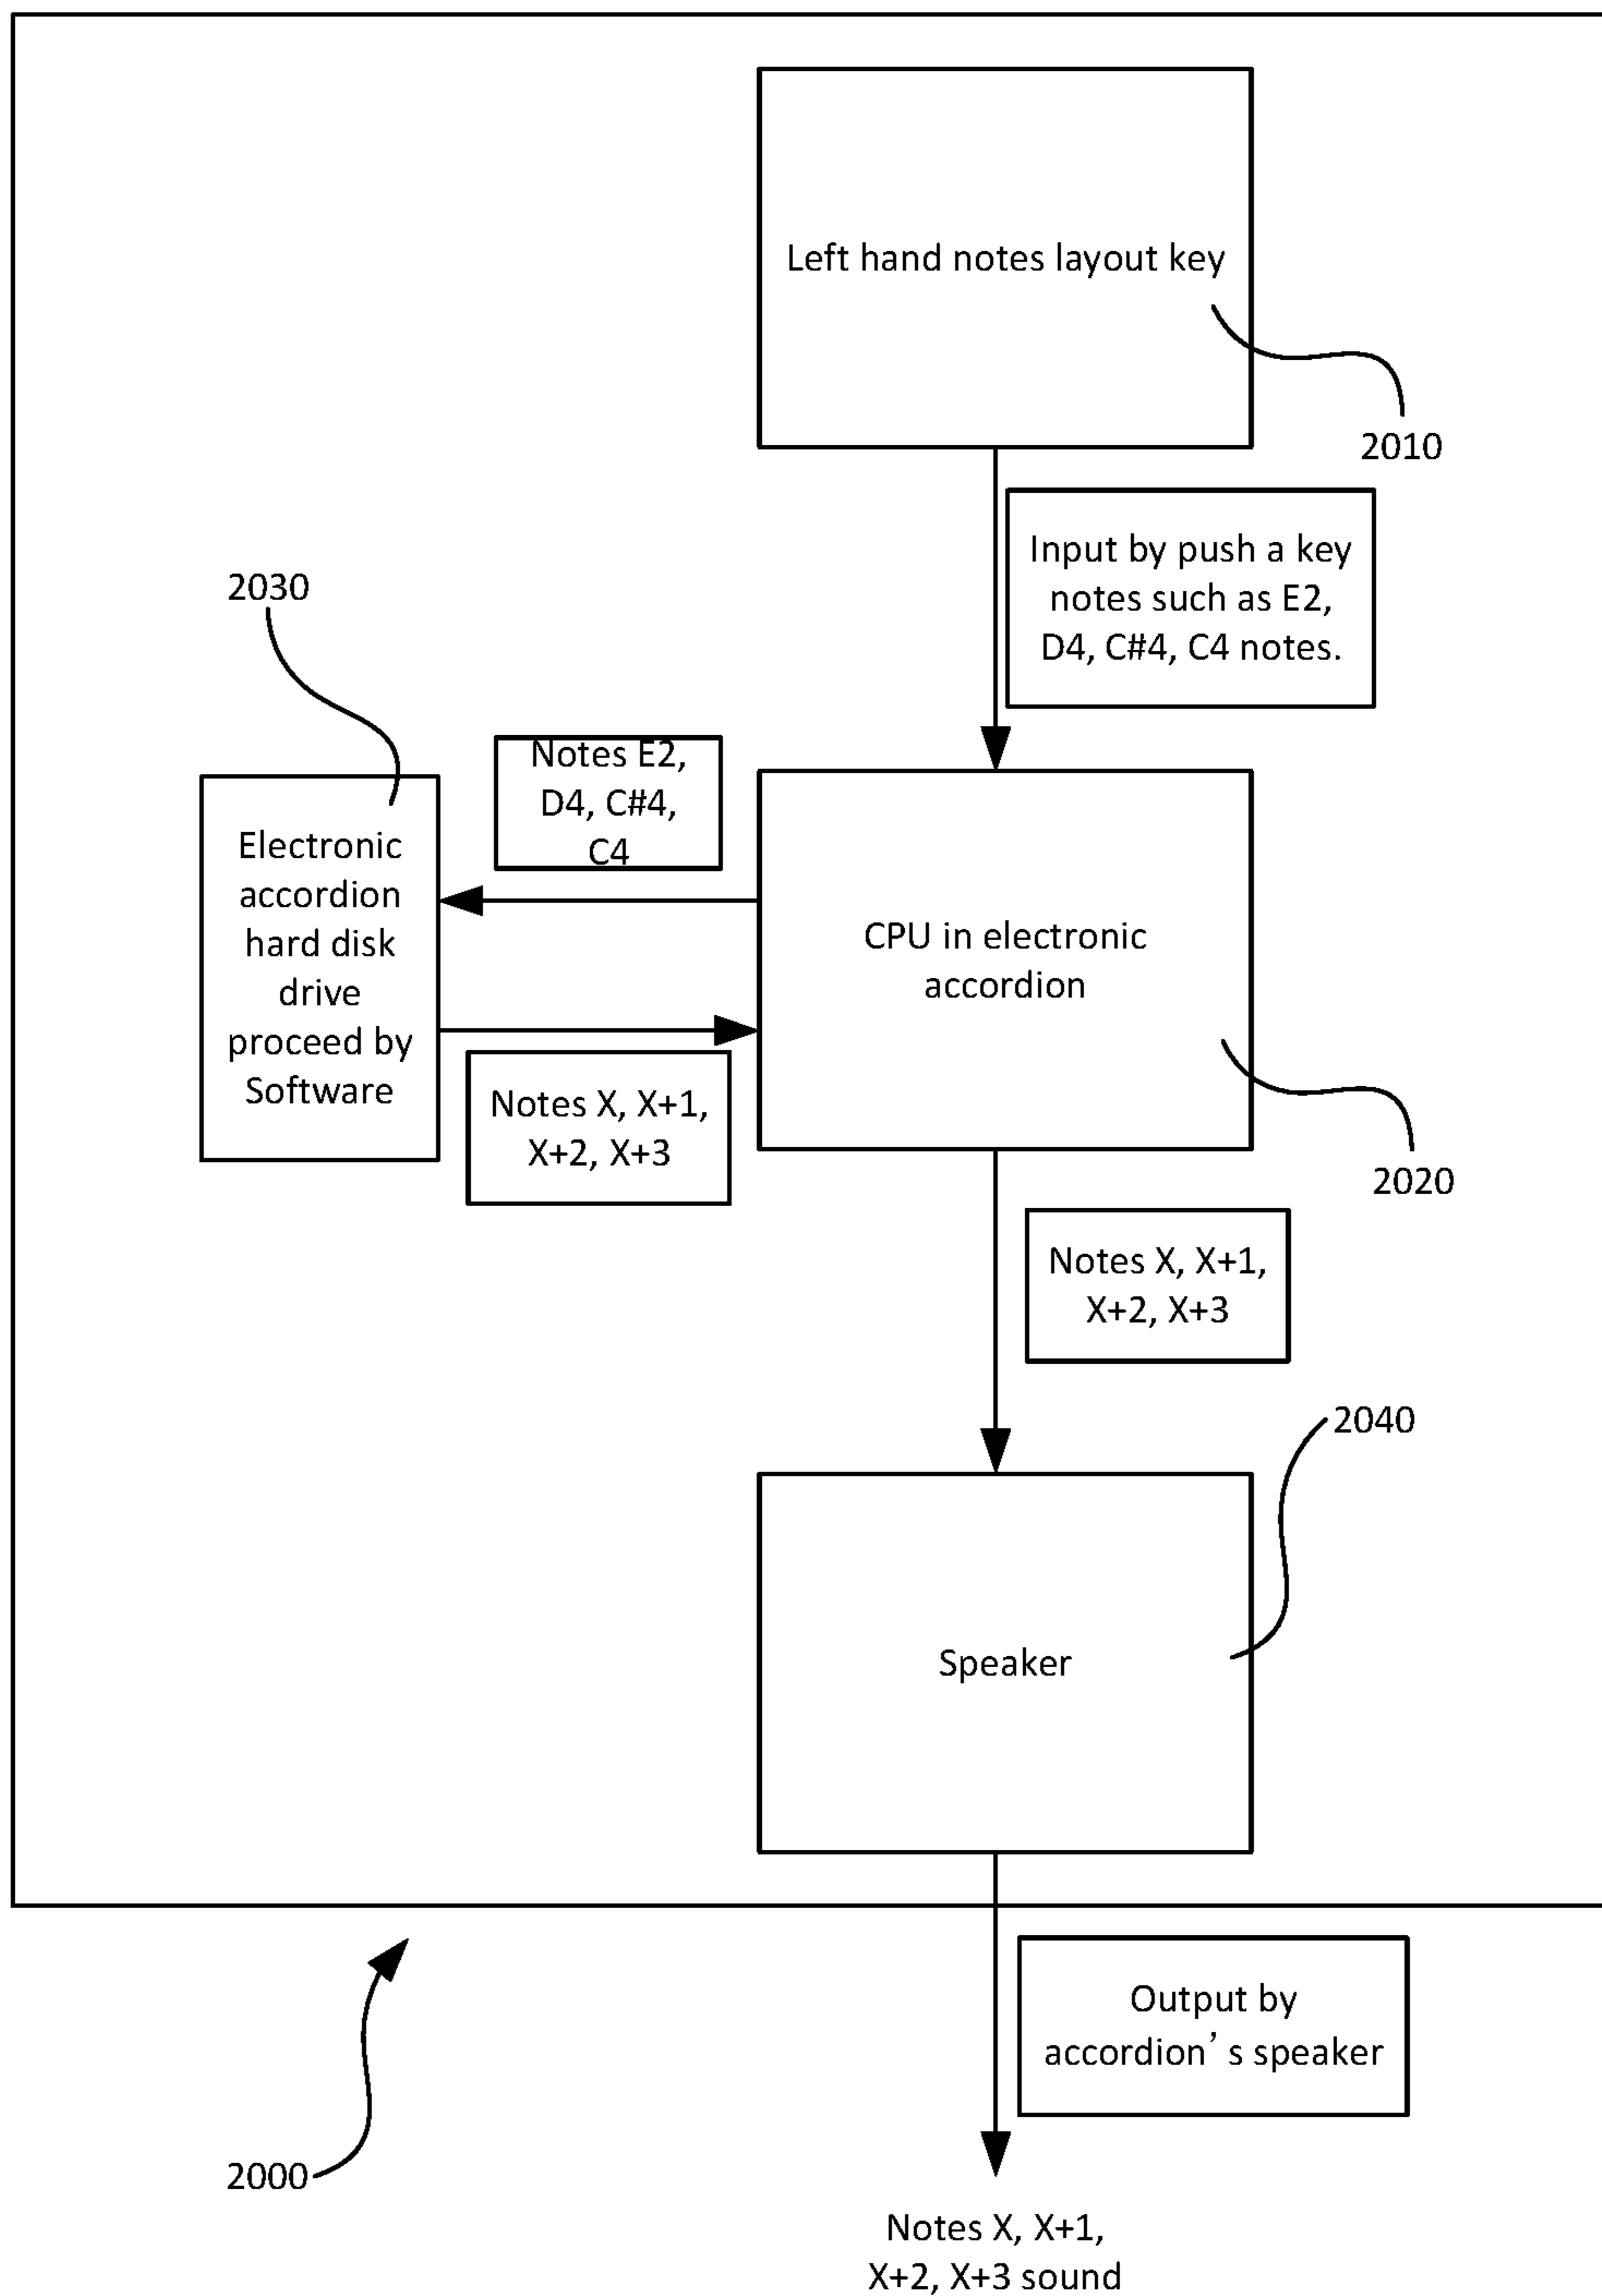 Left hand notes layout key
2010
Input by push a key
notes such as E2,
D4, C#4, C4 notes.
2030
Notes E2,
D4, C#4,
C4
Electronic
accordion
hard disk
drive
proceed by
Software
CPU in electronic
accordion
Notes X, X+1,
X+2, X+3
2020
Notes X, X+1,
X+2, X+3
2040
Speaker
Output by
accordion’s speaker
2000
Notes X, X+1,
X+2, X+3 sound